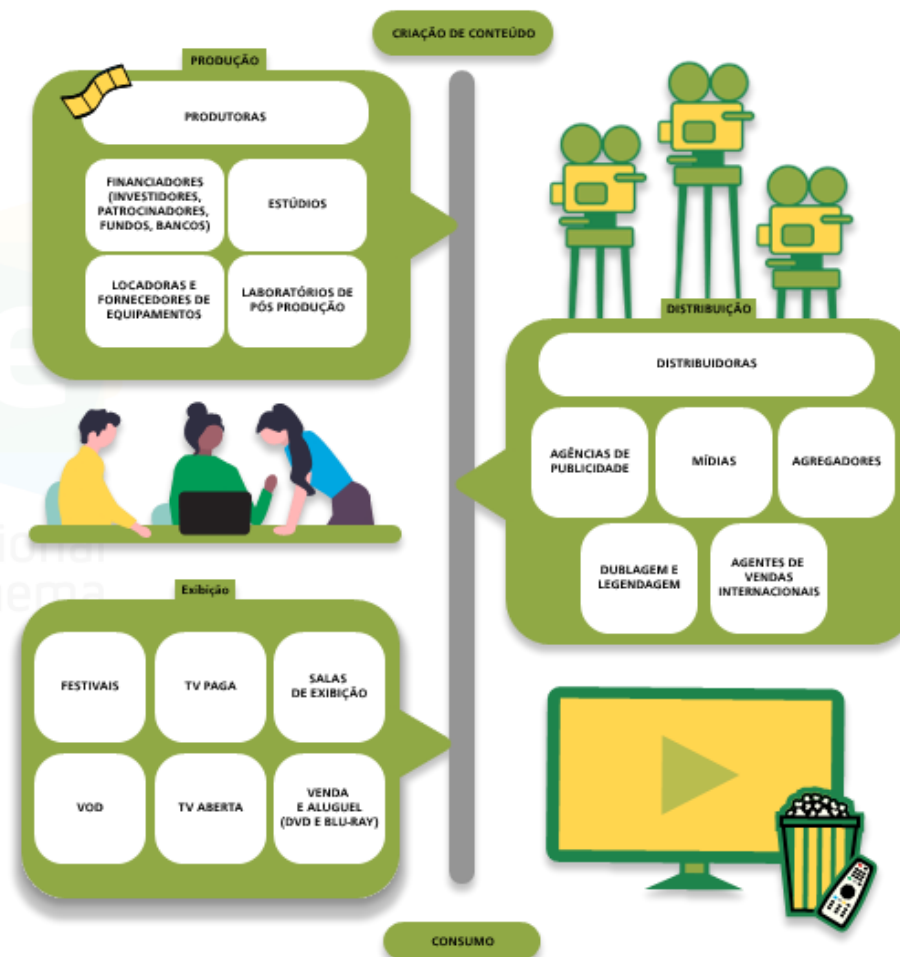 CRIAÇÃO DE CONTEÚDO
PRODUÇÃO
PRODUTORAS
FINANCIADORES
(INVESTIDORES,
PATROCINADORES,
FUNDOS, BANCOS)
ESTÚDIOS
LOCADORAS E
FORNECEDORES DE
EQUIPAMENTOS
LABORATÓRIOS DE
PÓS PRODUÇÃO
DISTRIBUIÇÃO
DISTRIBUIDORAS
AGÊNCIAS DE
PUBLICIDADE
MÍDIAS
AGREGADORES
DUBLAGEM E
LEGENDAGEM
AGENTES DE
VENDAS
INTERNACIONAIS
Exibição
FESTIVAIS
TV PAGA
SALAS
DE EXIBIÇÃO
VOD
TV ABERTA
VENDA
E ALUGUEL
(DVD E BLU-RAY)
CONSUMO